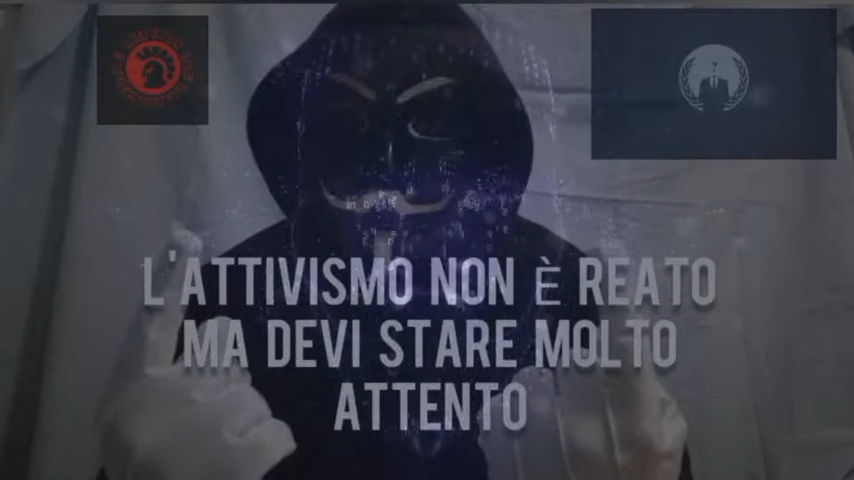 L'ATTIVISMO NON È REATO
MA DEVI STARE MOLTO
ATTENTO